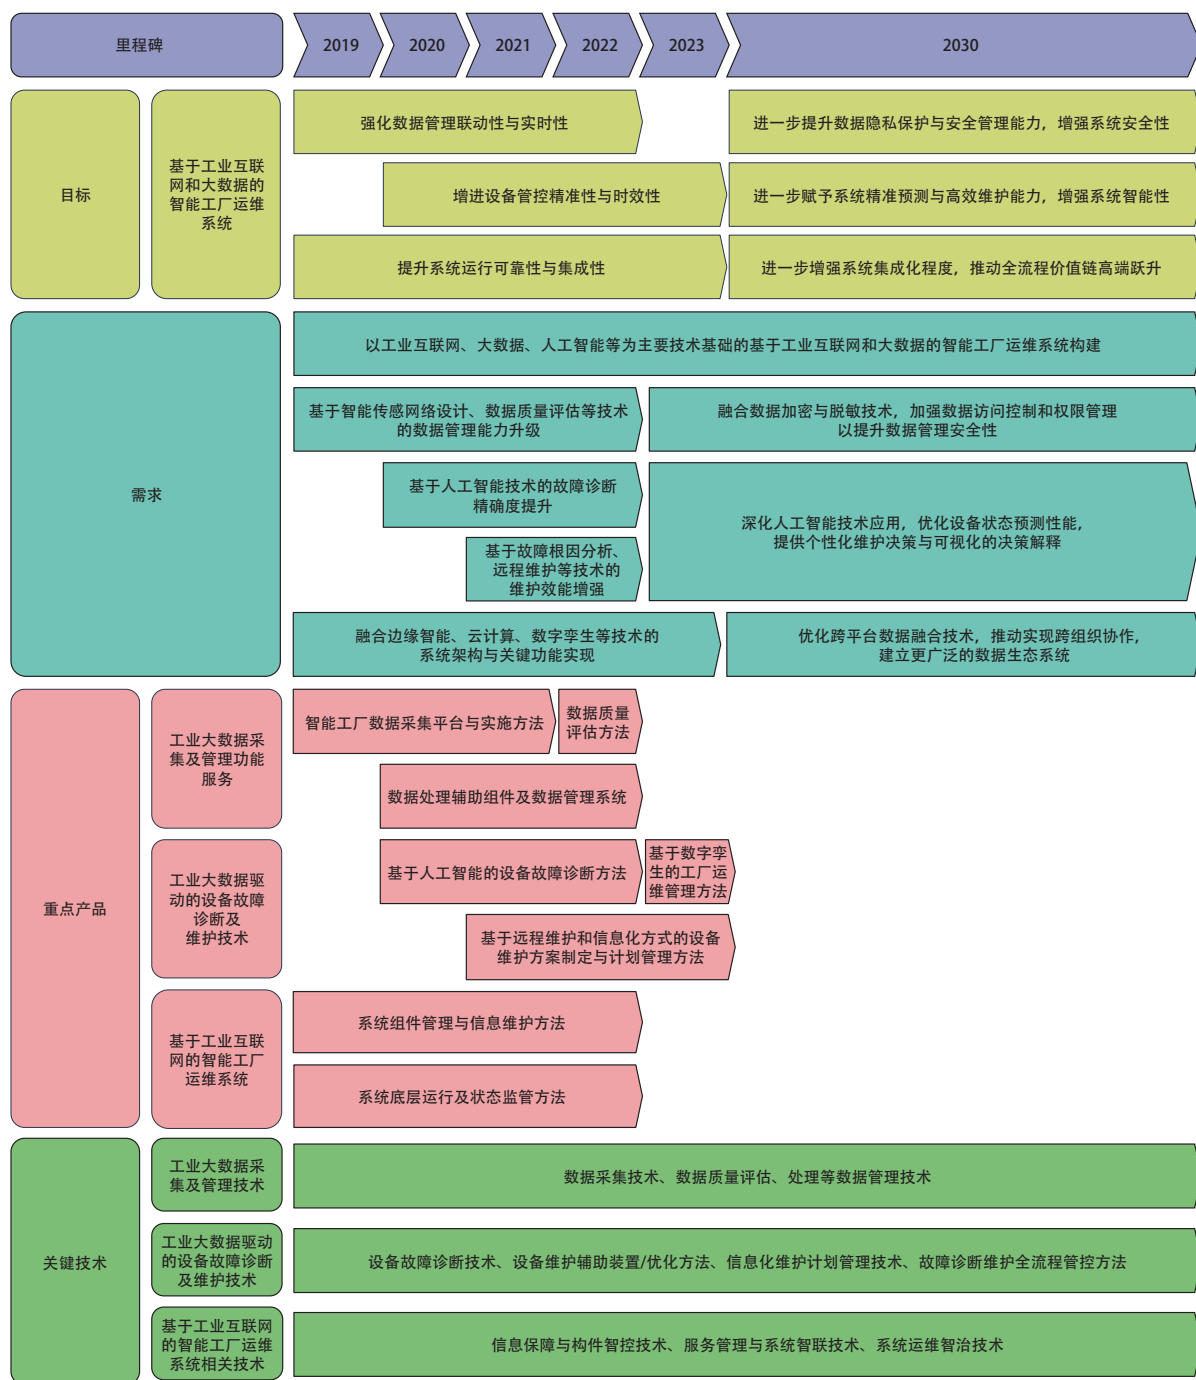 里程碑
2019
2020
2021
2022
2023
2030
目标
基于工业互联
网和大数据的
智能工厂运维
系统
强化数据管理联动性与实时性
进一步提升数据隐私保护与安全管理能力，增强系统安全性
增进设备管控精准性与时效性
进一步赋予系统精准预测与高效维护能力，增强系统智能性
提升系统运行可靠性与集成性
进一步增强系统集成化程度，推动全流程价值链高端跃升
需求
以工业互联网、大数据、人工智能等为主要技术基础的基于工业互联网和大数据的智能工厂运维系统构建
基于智能传感网络设计、数据质量评估等技术
的数据管理能力升级
融合数据加密与脱敏技术，加强数据访问控制和权限管理
以提升数据管理安全性
基于人工智能技术的故障诊断
精确度提升
基于故障根因分析、
远程维护等技术的
维护效能增强
深化人工智能技术应用，优化设备状态预测性能，
提供个性化维护决策与可视化的决策解释
融合边缘智能、云计算、数字孪生等技术的
系统架构与关键功能实现
优化跨平台数据融合技术，推动实现跨组织协作，
建立更广泛的数据生态系统
重点产品
工业大数据采
集及管理功能
服务
智能工厂数据采集平台与实施方法
数据质量
评估方法
数据处理辅助组件及数据管理系统
工业大数据驱
动的设备故障
诊断及
维护技术
基于人工智能的设备故障诊断方法
基于数字孪
生的工厂运
维管理方法
基于远程维护和信息化方式的设备
维护方案制定与计划管理方法
基于工业互联
网的智能工厂
运维系统
系统组件管理与信息维护方法
系统底层运行及状态监管方法
关键技术
工业大数据采
集及管理技术
数据采集技术、数据质量评估、处理等数据管理技术
工业大数据驱动
的设备故障诊断
及维护技术
设备故障诊断技术、设备维护辅助装置/优化方法、信息化维护计划管理技术、故障诊断维护全流程管控方法
基于工业互联网
的智能工厂运维
系统相关技术
信息保障与构件智控技术、服务管理与系统智联技术、系统运维智治技术